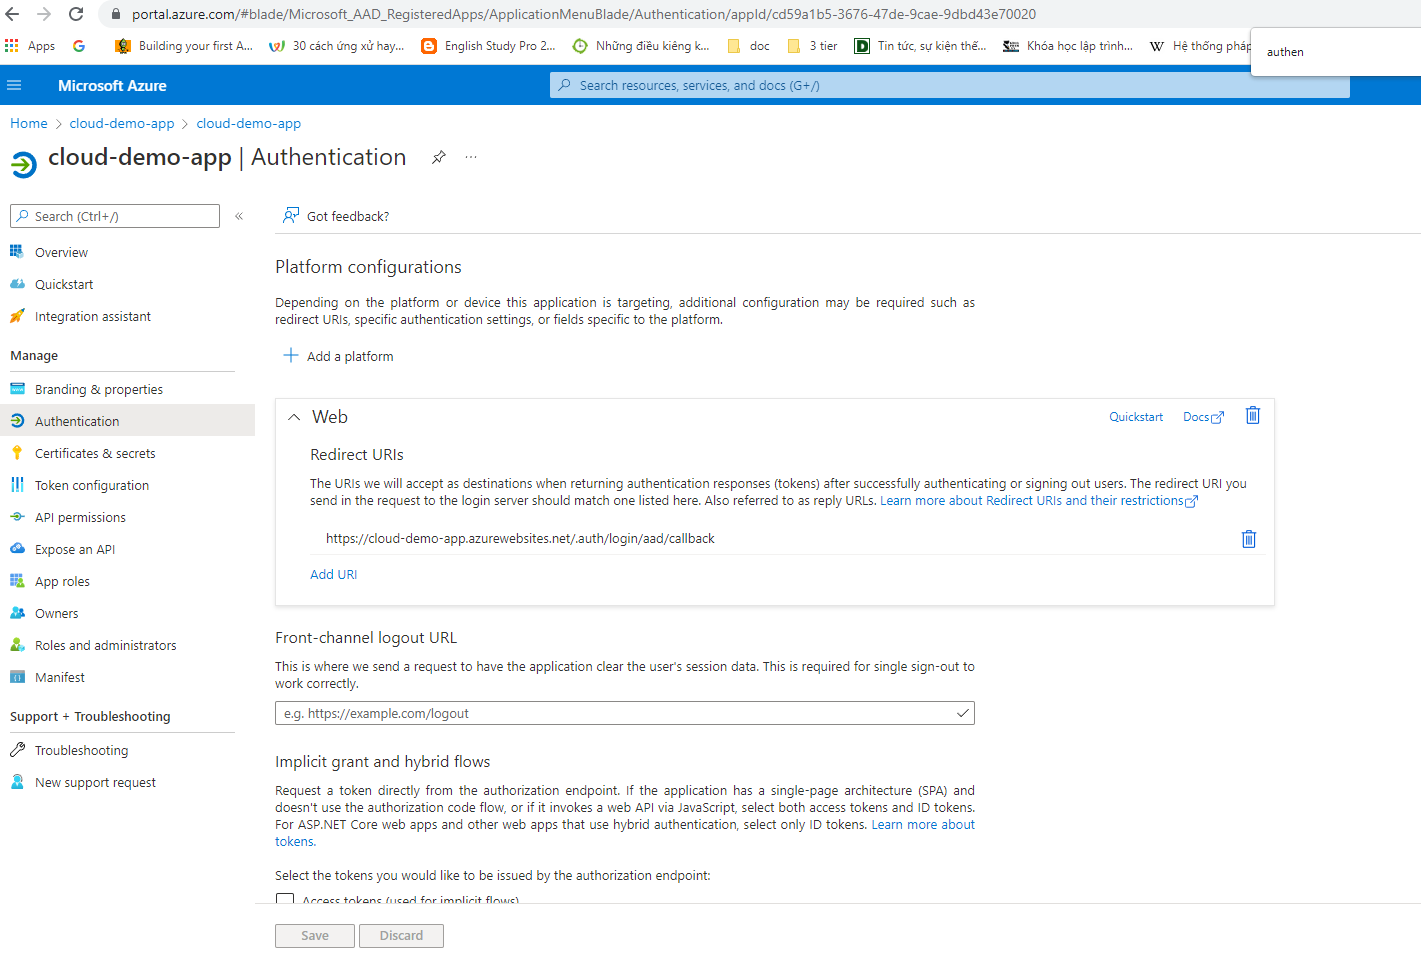 portal.azure.com/#blade/Microsoft_AAD_RegisteredApps/ApplicationMenuBlade/Authentication/appId/cd59a1b5-3676-47de-9cae-9dbd43e70020
Apps
Building your first A...
30 cách ứng xử hay...
English Study Pro 2...
Những điều kiêng k...
doc
3 tier
Tin tức, sự kiện thế...
Khóa học lập trình...
Hệ thống pháp
authen
Microsoft Azure
Search resources, services, and docs (G+/)
Home > cloud-demo-app > cloud-demo-app
cloud-demo-app | Authentication
Search (Ctrl+/)
Got feedback?
Overview
Quickstart
Integration assistant
Manage
Branding & properties
Authentication
Certificates & secrets
Token configuration
API permissions
Expose an API
App roles
Owners
Roles and administrators
Manifest
Support + Troubleshooting
Troubleshooting
New support request
Platform configurations
Depending on the platform or device this application is targeting, additional configuration may be required such as
redirect URIs, specific authentication settings, or fields specific to the platform.
Add a platform
Web
Quickstart
Docs
Redirect URIs
The URIs we will accept as destinations when returning authentication responses (tokens) after successfully authenticating or signing out users. The redirect URI you
send in the request to the login server should match one listed here. Also referred to as reply URLs. Learn more about Redirect URIs and their restrictions
https://cloud-demo-app.azurewebsites.net/.auth/login/aad/callback
Add URI
Front-channel logout URL
This is where we send a request to have the application clear the user's session data. This is required for single sign-out to
work correctly.
e.g. https://example.com/logout
Implicit grant and hybrid flows
Request a token directly from the authorization endpoint. If the application has a single-page architecture (SPA) and
doesn't use the authorization code flow, or if it invokes a web API via JavaScript, select both access tokens and ID tokens.
For ASP.NET Core web apps and other web apps that use hybrid authentication, select only ID tokens. Learn more about
tokens.
Select the tokens you would like to be issued by the authorization endpoint:
Access tokens (used for implicit flows)
Save
Discard